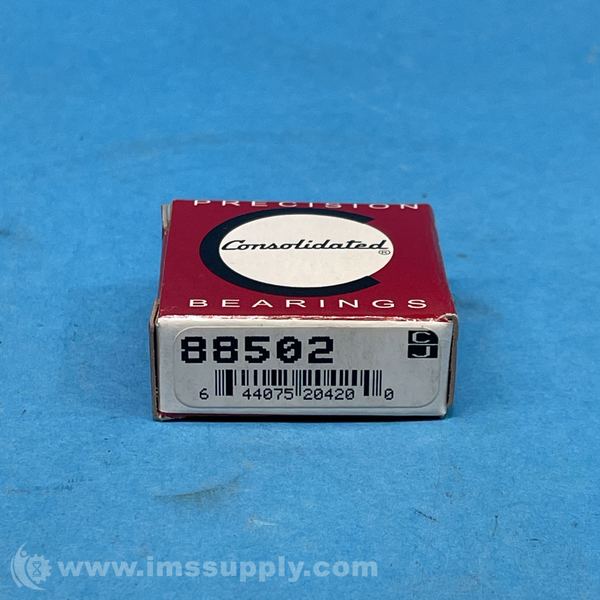 PRECISION
Consolidated®
BEARINGS
88502
CJ
6 44075 20420 0
www.imssupply.com